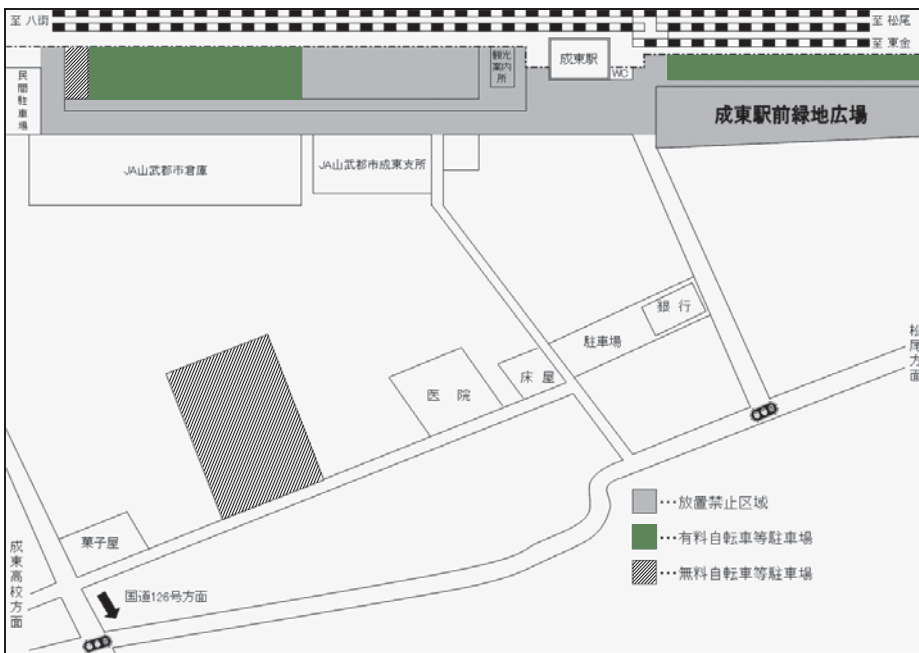 至 八街
至 松尾
至 東金
民間駐車場
観光案内所
成東駅
WC
成東駅前緑地広場
JA山武郡市倉庫
JA山武郡市成東支所
銀 行
駐車場
松尾方面
床 屋
医 院
菓子屋
成東高校方面
国道126号方面
…放置禁止区域
…有料自転車等駐車場
…無料自転車等駐車場